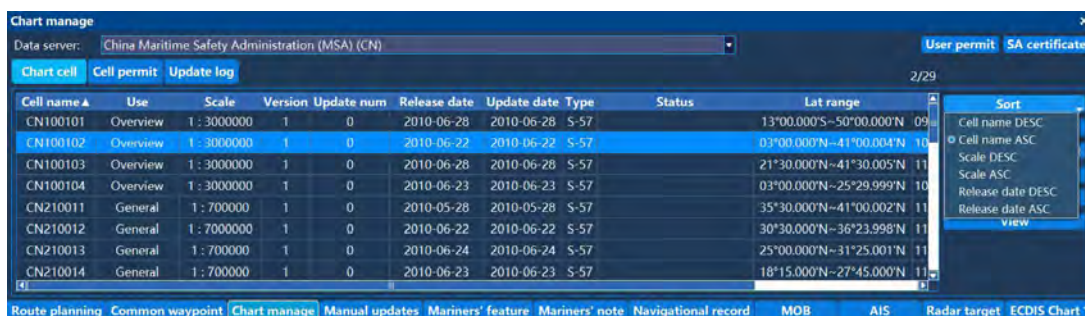 Chart manage
Data server: China Maritime Safety Administration (MSA) (CN) User permit SA certificate
Chart cell Cell permit Update log 2/29
Cell name▲ Use Scale Version Update num Release date Update date Type Status Lat range Sort
CN100101 Overview 1 : 3000000 1 0 2010-06-28 2010-06-28 S-57 13°00.000'S~50°00.000'N 09 Cell name DESC
CN100102 Overview 1 : 3000000 1 0 2010-06-22 2010-06-22 S-57 03°00.000'N~41°00.004'N 10 Cell name ASC
CN100103 Overview 1 : 3000000 1 0 2010-06-28 2010-06-28 S-57 21°30.000'N~41°30.005'N 11 Scale DESC
Scale ASC
CN100104 Overview 1 : 3000000 1 0 2010-06-23 2010-06-23 S-57 03°00.000'N~25°29.999'N 10 Release date DESC
CN210011 General 1 : 700000 1 0 2010-05-28 2010-05-28 S-57 35°30.000'N~41°00.002'N 11 Release date ASC
CN210012 General 1 : 700000 1 0 2010-06-22 2010-06-22 S-57 30°30.000'N~36°23.998'N 11 View
CN210013 General 1 : 700000 1 0 2010-06-24 2010-06-24 S-57 25°00.000'N~31°25.001'N 11
CN210014 General 1 : 700000 1 0 2010-06-23 2010-06-23 S-57 18°15.000'N~27°45.000'N 11
Route planning Common waypoint Chart manage Manual updates Mariners' feature Mariners' note Navigational record MOB AIS Radar target ECDIS Chart